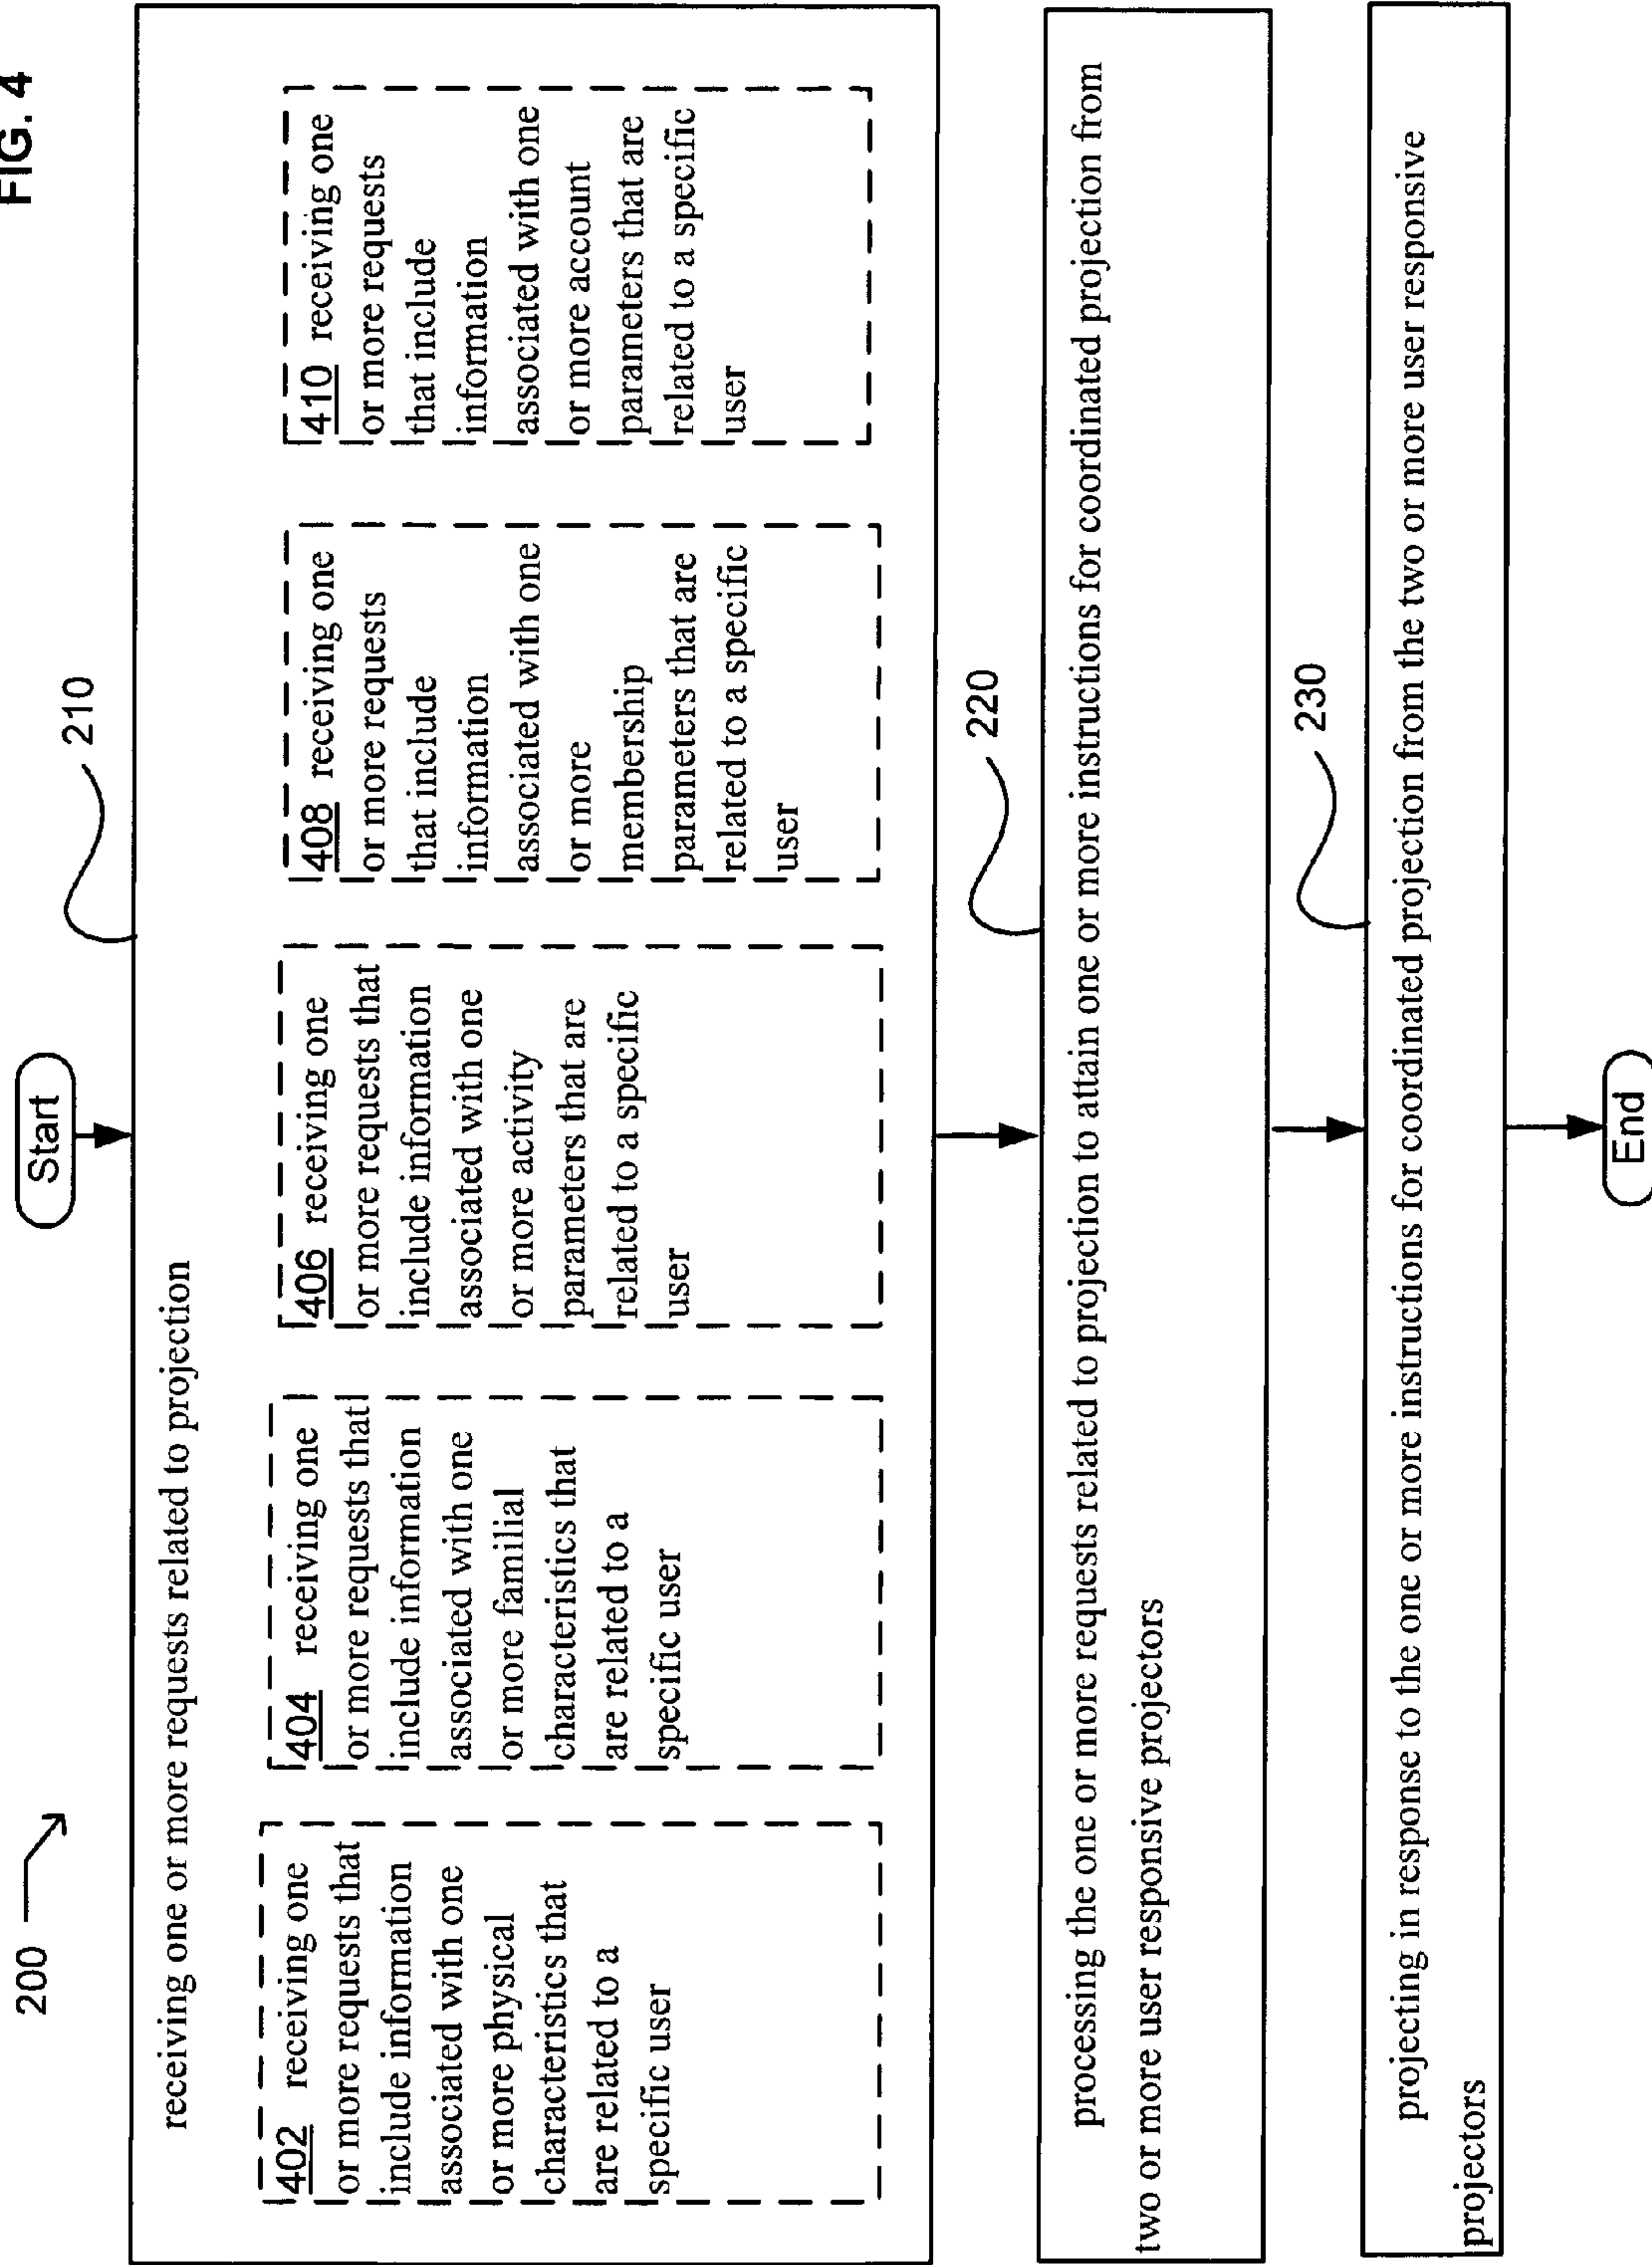 FIG. 4
200
Start
210
receiving one or more requests related to projection
402 receiving one
or more requests that
include information
associated with one
or more physical
characteristics that
are related to a
specific user
404 receiving one
or more requests that
include information
associated with one
or more familial
characteristics that
are related to a
specific user
406 receiving one
or more requests that
include information
associated with one
or more activity
parameters that are
related to a specific
user
408 receiving one
or more requests
that include
information
associated with one
or more
membership
parameters that are
related to a specific
user
410 receiving one
or more requests
that include
information
associated with one
or more account
parameters that are
related to a specific
user
220
processing the one or more requests related to projection to attain one or more instructions for coordinated projection from
two or more user responsive projectors
230
projecting in response to the one or more instructions for coordinated projection from the two or more user responsive
projectors
End